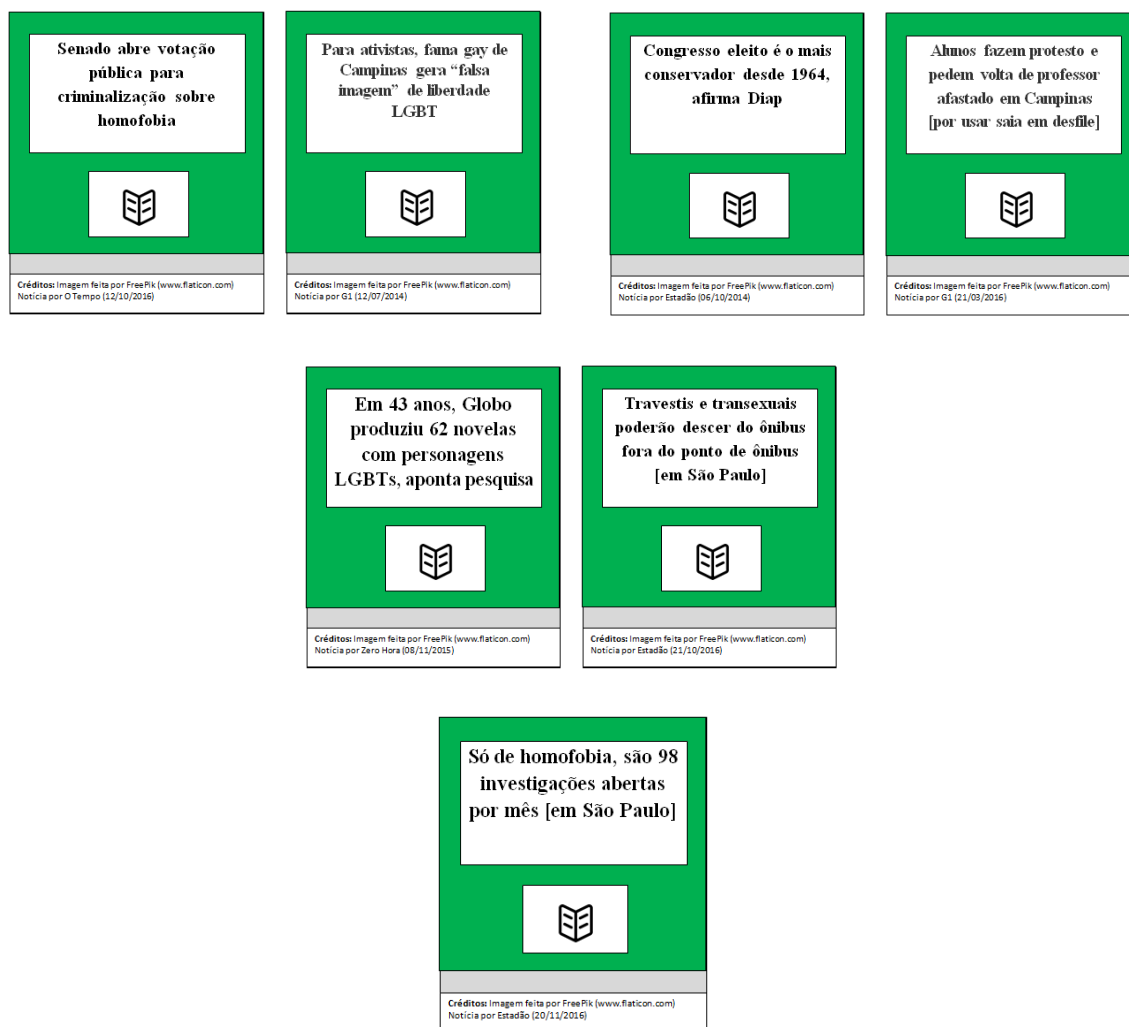 Senado abre votação
pública para
criminalização sobre
homofobia
Créditos: Imagem feita por FreePik (www.flaticon.com)
Notícia por O Tempo (12/10/2016)
Para ativistas, fama gay de
Campinas gera “falsa
imagem” de liberdade
LGBT
Créditos: Imagem feita por FreePik (www.flaticon.com)
Notícia por G1 (12/07/2014)
Congresso eleito é o mais
conservador desde 1964,
afirma Diap
Créditos: Imagem feita por FreePik (www.flaticon.com)
Notícia por Estadão (06/10/2014)
Alunos fazem protesto e
pedem volta de professor
afastado em Campinas
[por usar saia em desfile]
Créditos: Imagem feita por FreePik (www.flaticon.com)
Notícia por G1 (21/03/2016)
Em 43 anos, Globo
produziu 62 novelas
com personagens
LGBTs, aponta pesquisa
Créditos: Imagem feita por FreePik (www.flaticon.com)
Notícia por Zero Hora (08/11/2015)
Travestis e transexuais
poderão descer do ônibus
fora do ponto de ônibus
[em São Paulo]
Créditos: Imagem feita por FreePik (www.flaticon.com)
Notícia por Estadão (21/10/2016)
Só de homofobia, são 98
investigações abertas
por mês [em São Paulo]
Créditos: Imagem feita por FreePik (www.flaticon.com)
Notícia por Estadão (20/11/2016)